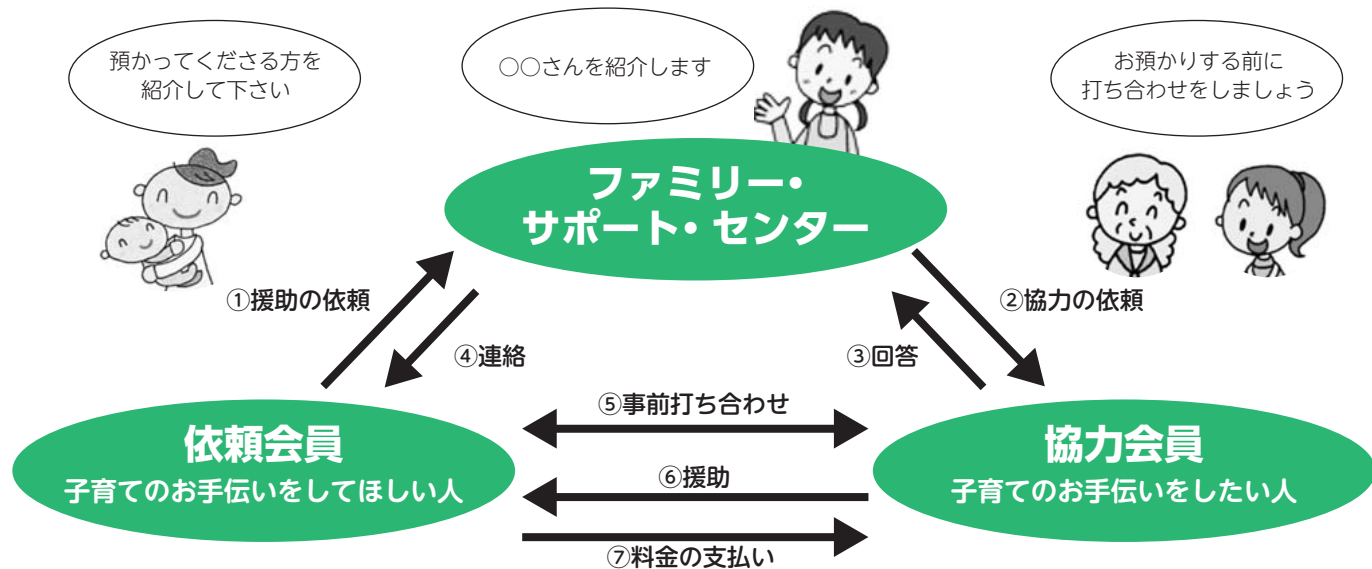 預かってくださる方を
紹介して下さい
○○さんを紹介します
お預かりする前に
打ち合わせをしましょう
ファミリー・
サポート・センター
①援助の依頼
②協力の依頼
④連絡
③回答
⑤事前打ち合わせ
依頼会員
子育てのお手伝いをしてほしい人
協力会員
子育てのお手伝いをしたい人
⑥援助
⑦料金の支払い